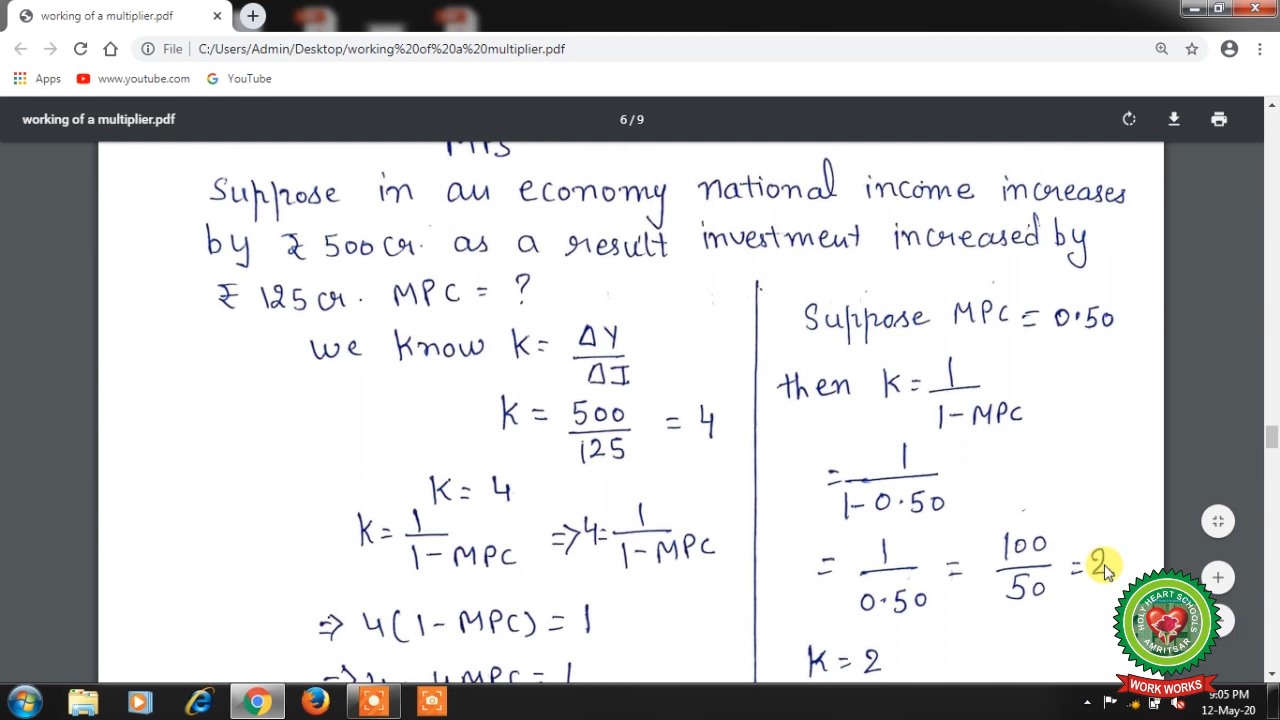 working of a multiplier.pdf
File
C:/Users/Admin/Desktop/working%20of%20a%20multiplier.pdf
Apps
www.youtube.com
YouTube
working of a multiplier.pdf
6 / 9
MPS
Suppose in an economy national income increases
by ₹ 500 Cr. as a result investment increased by
₹ 125 cr. MPC = ?
we know k = ΔY
ΔI
k = 500 = 4
125
k = 4
k = 1 => 4 = 1
1 - MPC 1 - MPC
=> 4(1 - MPC) = 1
Suppose MPC = 0.50
then k = 1
1 - MPC
= 1
1 - 0.50
= 1 = 100 = 2
0.50 50
k = 2
HOLY HEART SCHOOLS
AMRITSAR
WORK WORKS
9:05 PM
12-May-20